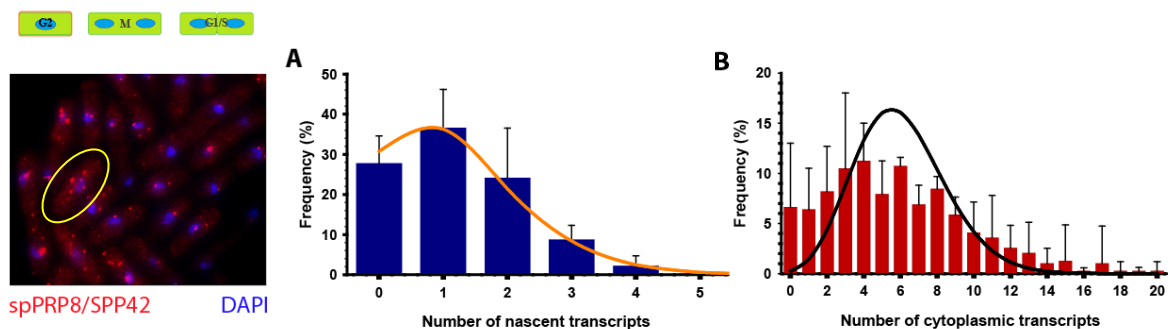 G2 M G1/S
A
B
50
40
30
20
10
0
Frequency (%)
0 1 2 3 4 5
Number of nascent transcripts
20
15
10
5
0
Frequency (%)
0 2 4 6 8 10 12 14 16 18 20
Number of cytoplasmic transcripts
spPRP8/SPP42 DAPI